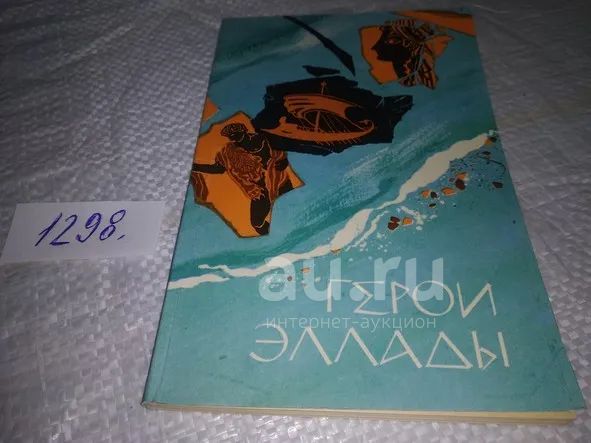 1298.
au.ru
интернет-аукцион
ГЕРОИ
ЭЛЛАДЫ